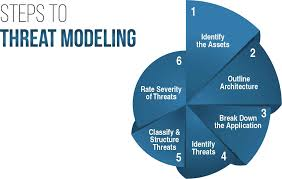 STEPS TO
THREAT MODELING
1
Identify
the Assets
2
Outline
Architecture
3
Break Down
the Application
4
Identify
Threats
5
Classify &
Structure
Threats
6
Rate Severity
of Threats